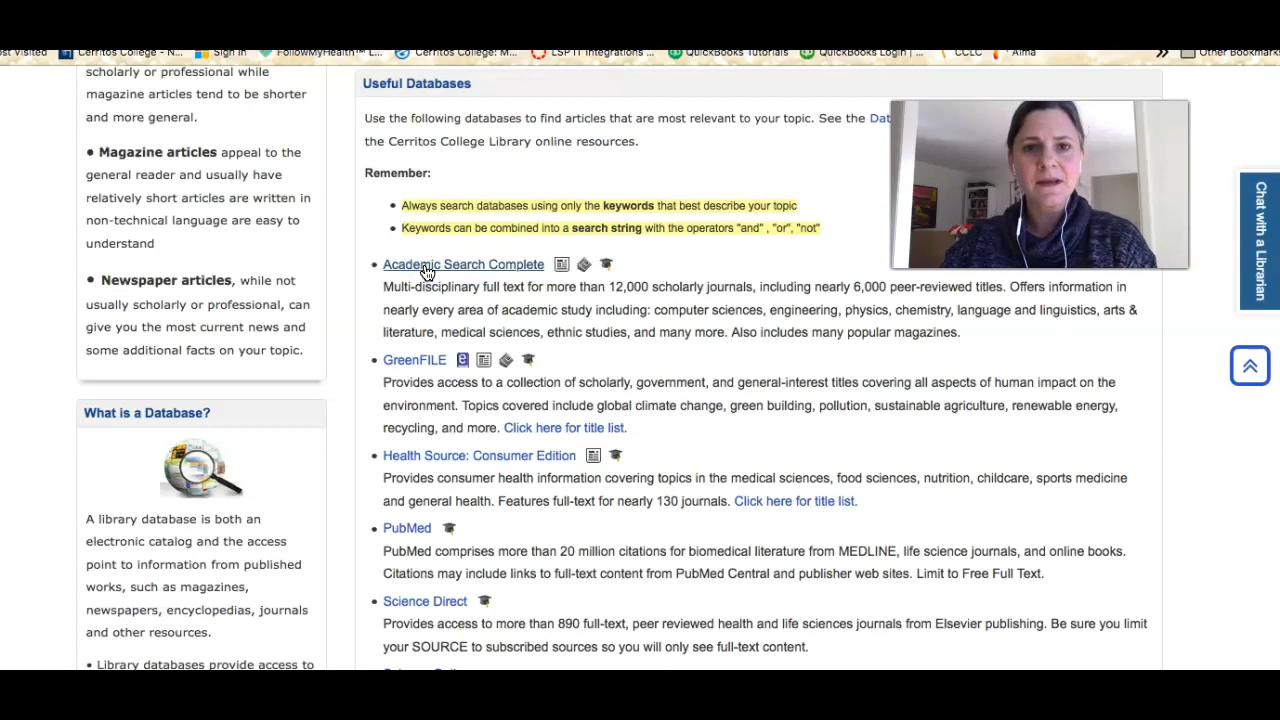 ost Visited Cerritos College - N... Sign In FollowMyHealth™ L... Cerritos College: M... LSPTI Integrations ... QuickBooks Tutorials QuickBooks Login | ... CCLC Alma Other Bookmarks
scholarly or professional while
magazine articles tend to be shorter
and more general.
• Magazine articles appeal to the
general reader and usually have
relatively short articles are written in
non-technical language are easy to
understand
• Newspaper articles, while not
usually scholarly or professional, can
give you the most current news and
some additional facts on your topic.
What is a Database?
A library database is both an
electronic catalog and the access
point to information from published
works, such as magazines,
newspapers, encyclopedias, journals
and other resources.
• Library databases provide access to
Useful Databases
Use the following databases to find articles that are most relevant to your topic. See the Dat
the Cerritos College Library online resources.
Remember:
• Always search databases using only the keywords that best describe your topic
• Keywords can be combined into a search string with the operators "and" , "or", "not"
• Academic Search Complete
Multi-disciplinary full text for more than 12,000 scholarly journals, including nearly 6,000 peer-reviewed titles. Offers information in
nearly every area of academic study including: computer sciences, engineering, physics, chemistry, language and linguistics, arts &
literature, medical sciences, ethnic studies, and many more. Also includes many popular magazines.
• GreenFILE
Provides access to a collection of scholarly, government, and general-interest titles covering all aspects of human impact on the
environment. Topics covered include global climate change, green building, pollution, sustainable agriculture, renewable energy,
recycling, and more. Click here for title list.
• Health Source: Consumer Edition
Provides consumer health information covering topics in the medical sciences, food sciences, nutrition, childcare, sports medicine
and general health. Features full-text for nearly 130 journals. Click here for title list.
• PubMed
PubMed comprises more than 20 million citations for biomedical literature from MEDLINE, life science journals, and online books.
Citations may include links to full-text content from PubMed Central and publisher web sites. Limit to Free Full Text.
• Science Direct
Provides access to more than 890 full-text, peer reviewed health and life sciences journals from Elsevier publishing. Be sure you limit
your SOURCE to subscribed sources so you will only see full-text content.
Chat with a Librarian